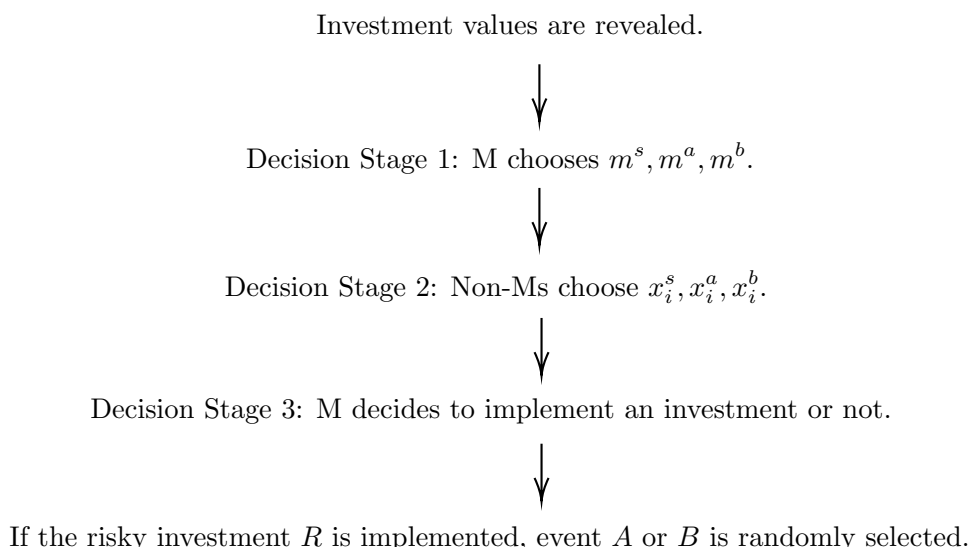 Investment values are revealed.
Decision Stage 1: M chooses $m^s, m^a, m^b$.
Decision Stage 2: Non-Ms choose $x_i^s, x_i^a, x_i^b$.
Decision Stage 3: M decides to implement an investment or not.
If the risky investment $R$ is implemented, event $A$ or $B$ is randomly selected.